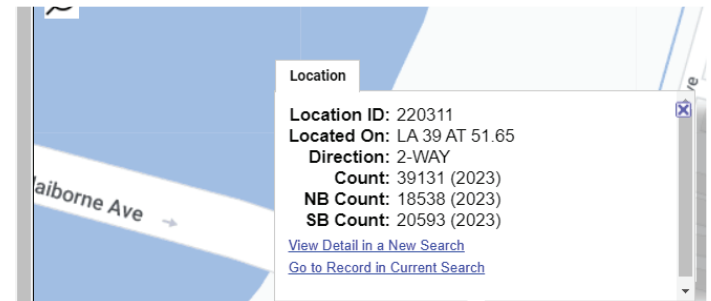 Location
Location ID: 220311
Located On: LA 39 AT 51.65
Direction: 2-WAY
Count: 39131 (2023)
NB Count: 18538 (2023)
SB Count: 20593 (2023)
View Detail in a New Search
Go to Record in Current Search
laiborne Ave
ve